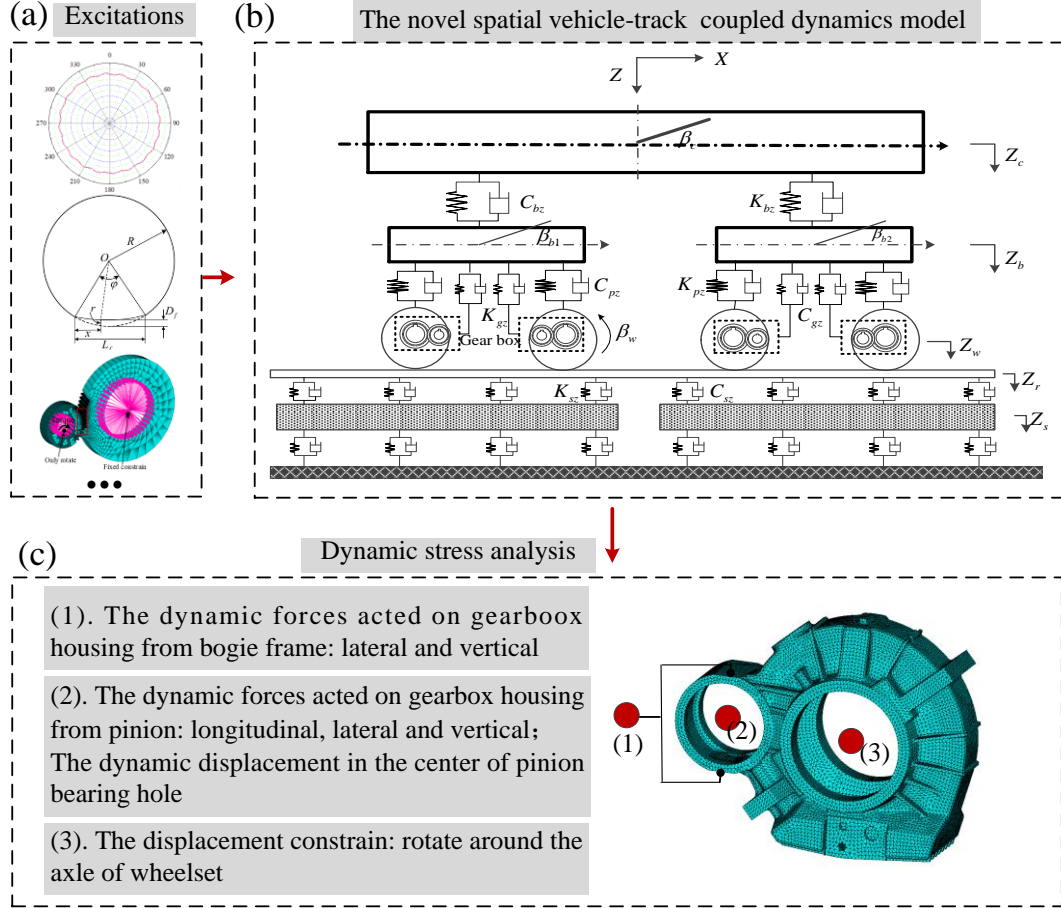 (a)
Excitations
(b)
The novel spatial vehicle-track coupled dynamics model
0
330
30
300
60
270
90
240
120
210
150
180
R
O
φ
r
D_f
x
L_r
Only rotate
Fixed constrain
•••
X
Z
β_c
Z_c
C_bz
K_bz
β_b1
β_b2
Z_b
C_pz
K_pz
K_gz
C_gz
Gear box
β_w
Z_w
Z_r
K_sz
C_sz
Z_s
(c)
Dynamic stress analysis
(1). The dynamic forces acted on gearboox
housing from bogie frame: lateral and vertical
(2). The dynamic forces acted on gearbox housing
from pinion: longitudinal, lateral and vertical;
The dynamic displacement in the center of pinion
bearing hole
(3). The displacement constrain: rotate around the
axle of wheelset
(1)
(2)
(3)